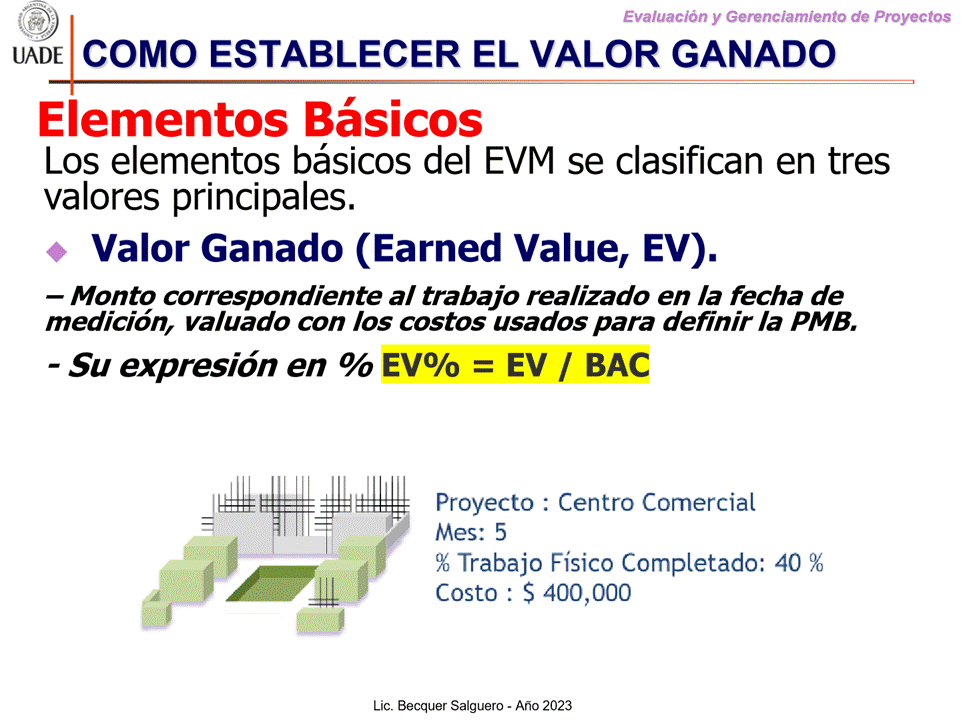 Evaluación y Gerenciamiento de Proyectos
UADE
COMO ESTABLECER EL VALOR GANADO
Elementos Básicos
Los elementos básicos del EVM se clasifican en tres
valores principales.
Valor Ganado (Earned Value, EV).
– Monto correspondiente al trabajo realizado en la fecha de
medición, valuado con los costos usados para definir la PMB.
- Su expresión en % EV% = EV / BAC
Proyecto : Centro Comercial
Mes: 5
% Trabajo Físico Completado: 40 %
Costo : $ 400,000
Lic. Becquer Salguero - Año 2023